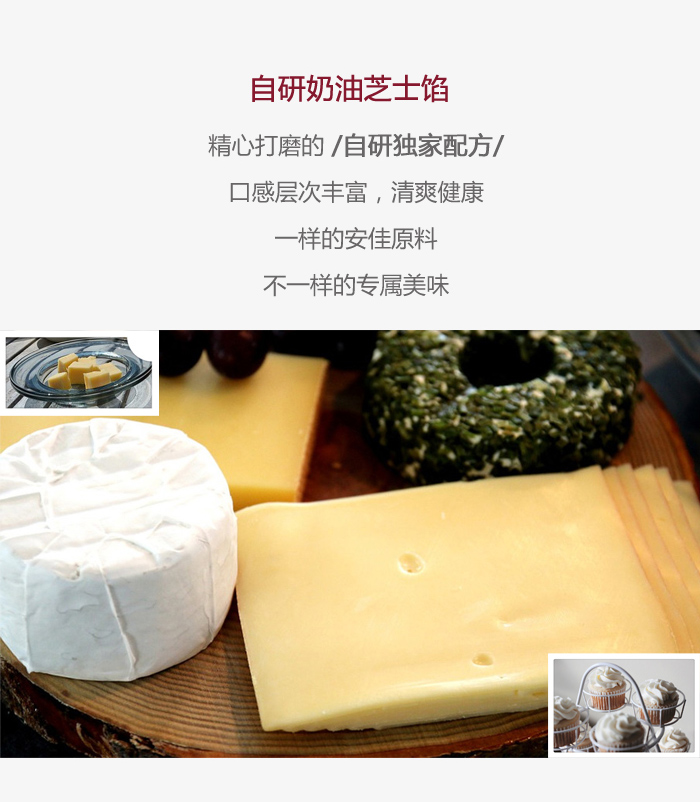 自研奶油芝士馅
精心打磨的 /自研独家配方/
口感层次丰富，清爽健康
一样的安佳原料
不一样的专属美味